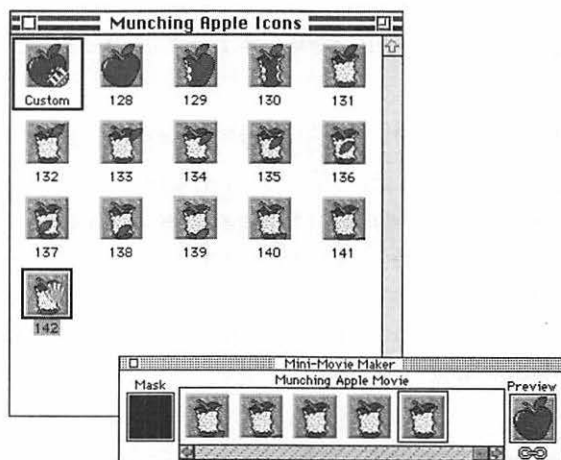 Munching Apple Icons
Custom 128 129 130 131
132 133 134 135 136
137 138 139 140 141
142
Mini-Movie Maker
Mask Munching Apple Movie Preview